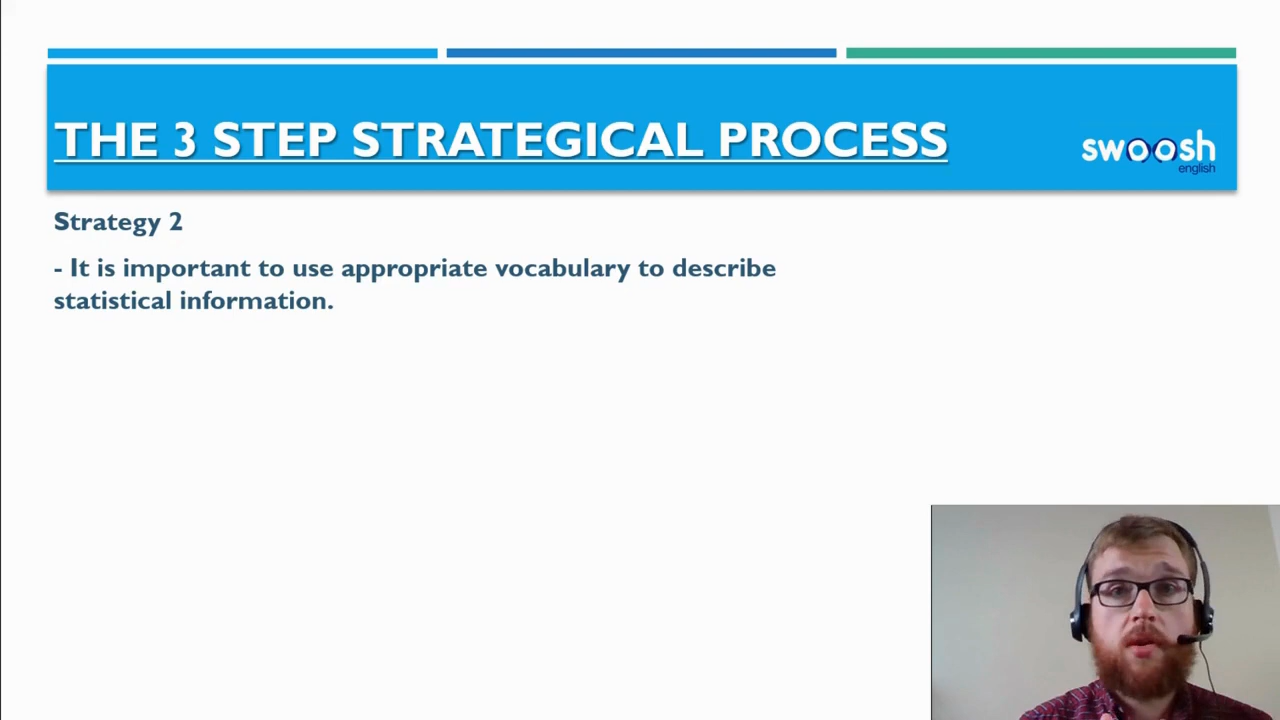 THE 3 STEP STRATEGICAL PROCESS
swoosh
english
Strategy 2
- It is important to use appropriate vocabulary to describe
statistical information.